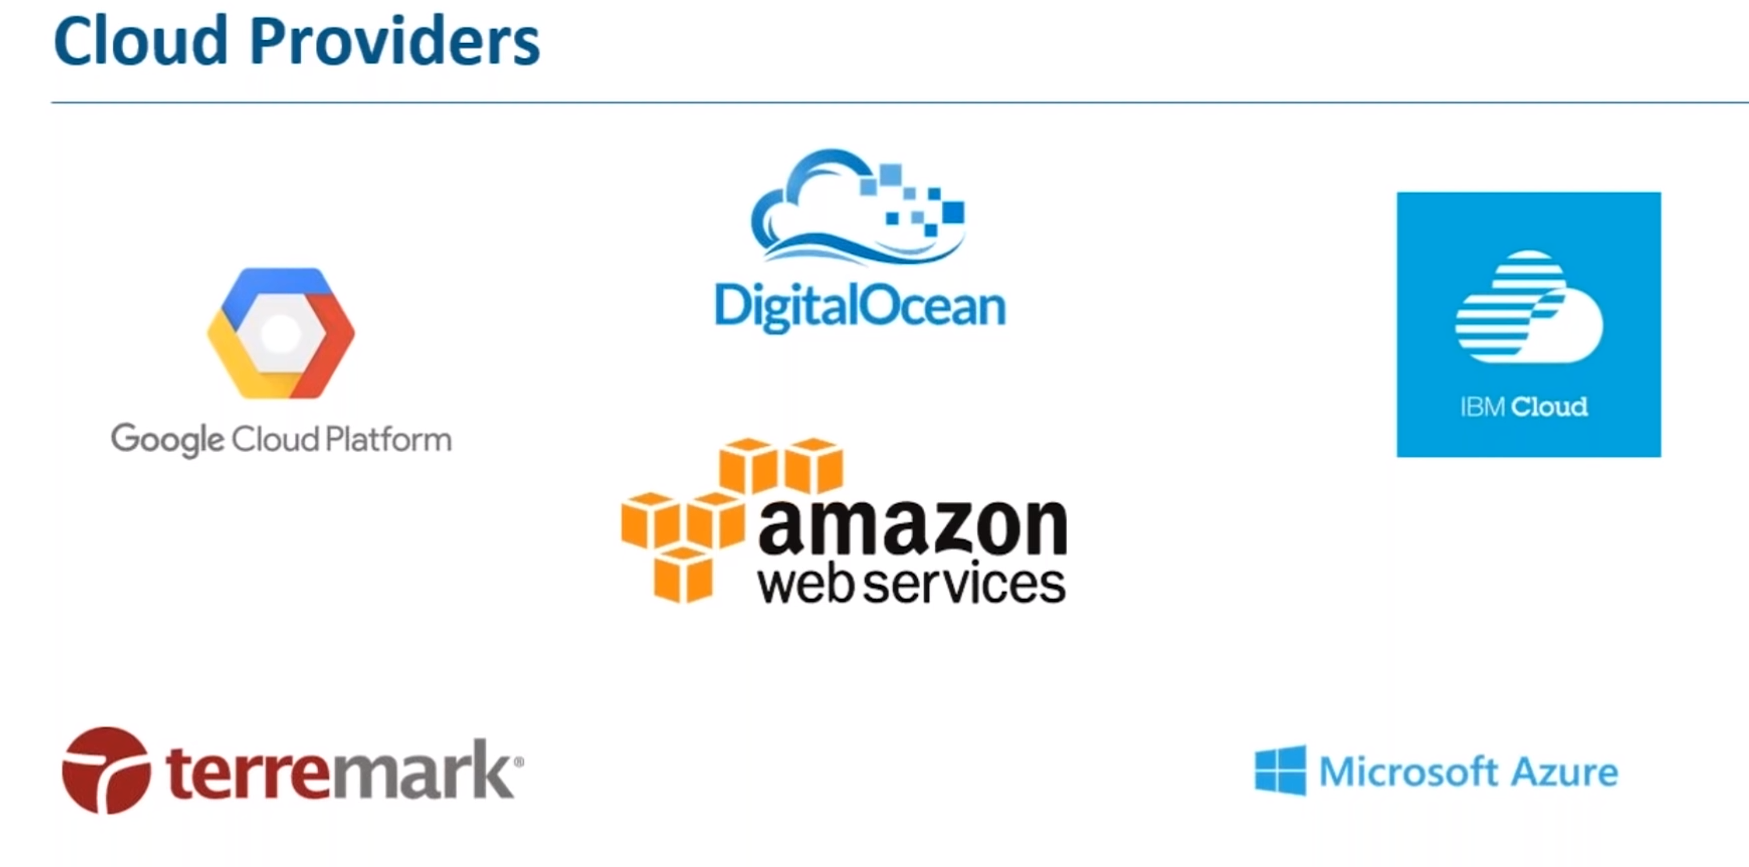 Cloud Providers
DigitalOcean
IBM Cloud
Google Cloud Platform
amazon
web services
terremark®
Microsoft Azure